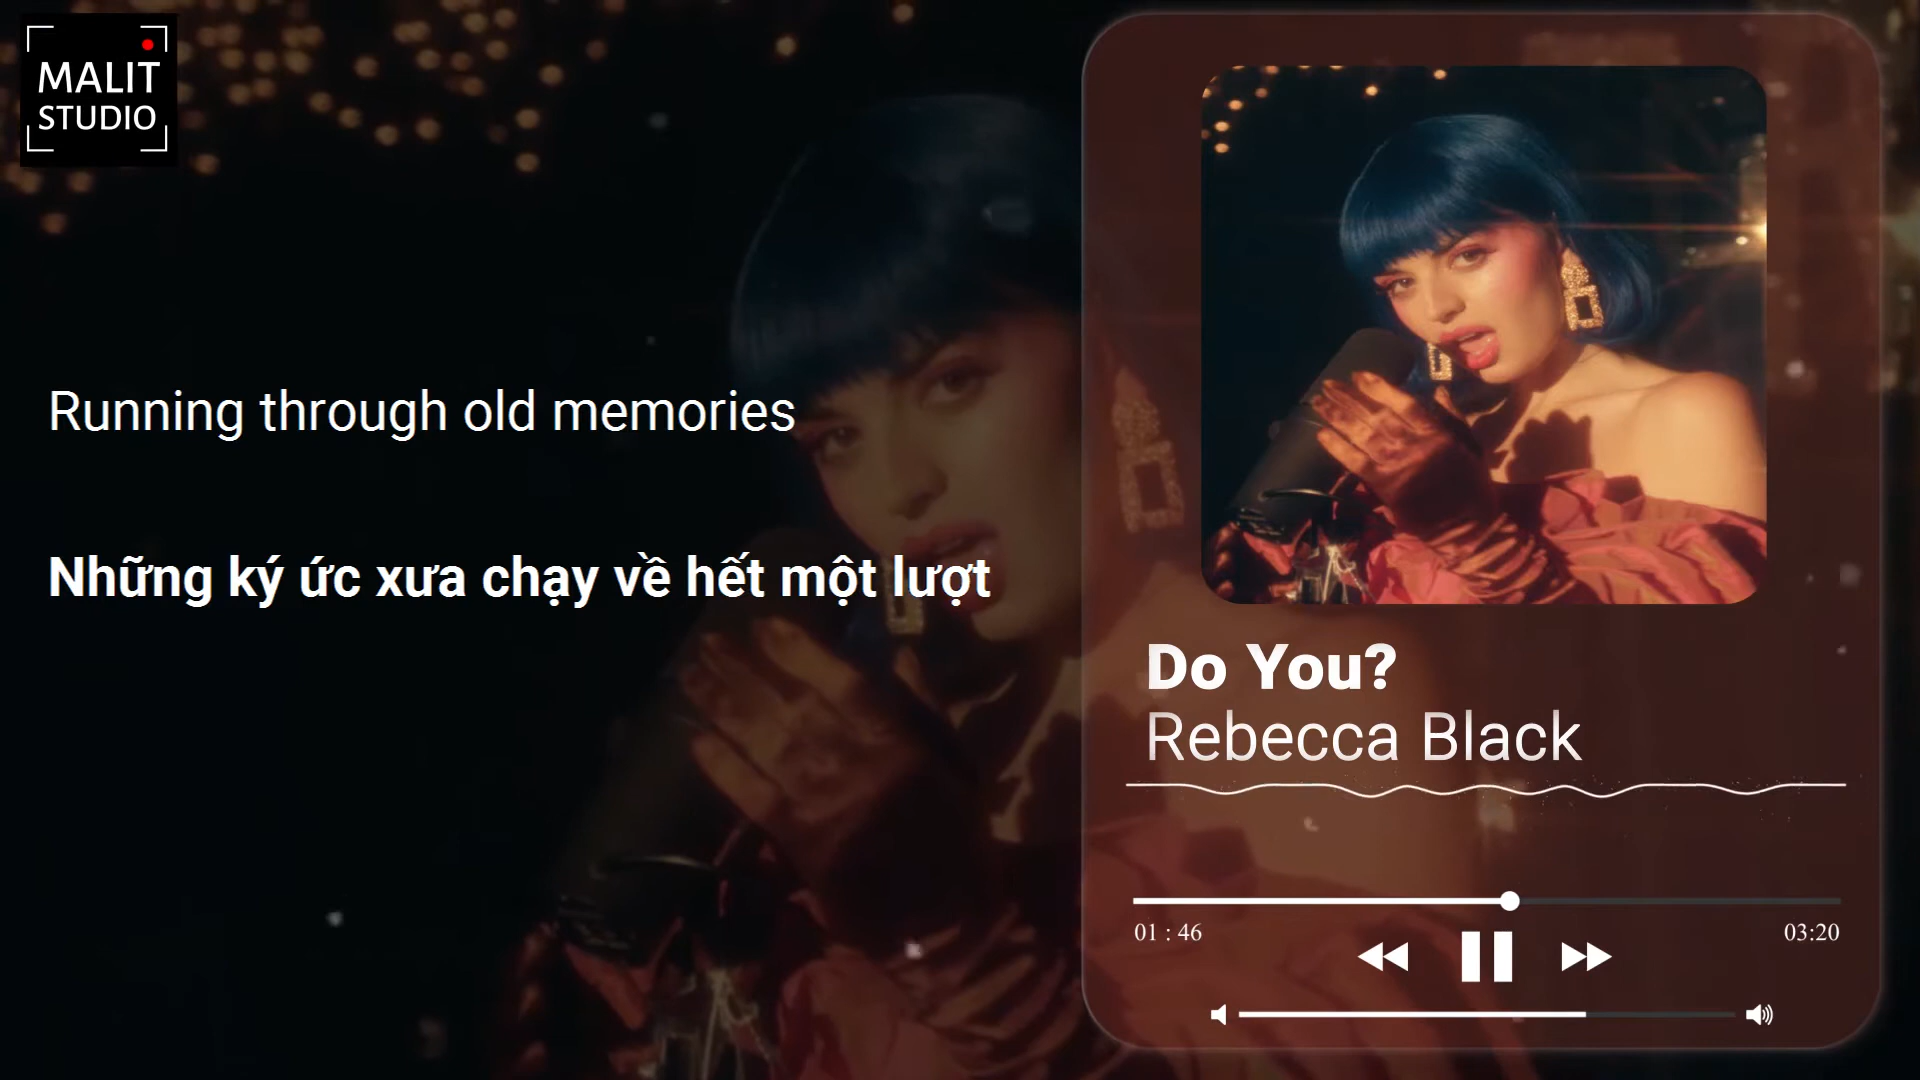 MALIT
STUDIO
Running through old memories
Những ký ức xưa chạy về hết một lượt
Do You?
Rebecca Black
01 : 46
03:20